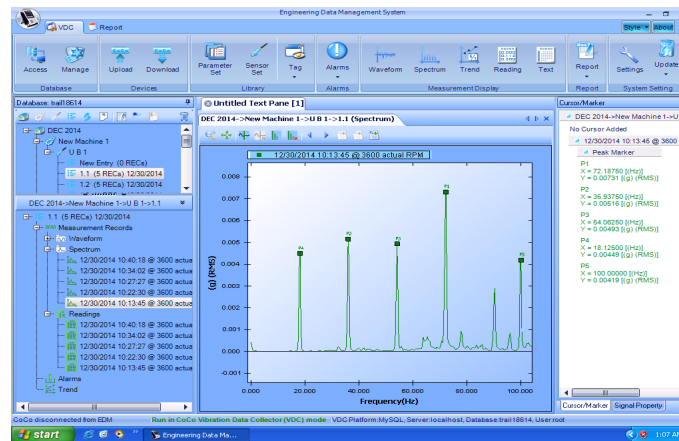 Engineering Data Management System
VDC
Report
Style
About
Access
Manage
Upload
Download
Parameter Set
Sensor Set
Tag
Alarms
Waveform
Spectrum
Trend
Reading
Text
Report
Settings
Update
Database
Devices
Library
Alarms
Measurement Display
Report
System Setting
Database: trail18614
DEC 2014
New Machine 1
U B 1
New Entry (0 RECs)
1.1 (5 RECs) 12/30/2014
1.2 (5 RECs) 12/30/2014
DEC 2014->New Machine 1->U B 1->1.1
1.1 (5 RECs) 12/30/2014
Measurement Records
Waveform
Spectrum
12/30/2014 10:40:18 @ 3600 actua
12/30/2014 10:34:02 @ 3600 actua
12/30/2014 10:27:27 @ 3600 actua
12/30/2014 10:22:30 @ 3600 actua
12/30/2014 10:13:45 @ 3600 actua
Readings
12/30/2014 10:40:18 @ 3600 actua
12/30/2014 10:34:02 @ 3600 actua
12/30/2014 10:27:27 @ 3600 actua
12/30/2014 10:22:30 @ 3600 actua
12/30/2014 10:13:45 @ 3600 actua
Alarms
Trend
Untitled Text Pane [1]
DEC 2014->New Machine 1->U B 1->1.1 (Spectrum)
12/30/2014 10:13:45 @ 3600 actual RPM
0.008
0.007
0.006
0.005
0.004
0.003
0.002
0.001
0.000
-0.001
(g) (RMS)
P4
P2
P3
P1
P5
0.000
20.000
40.000
60.000
80.000
100.000
Frequency(Hz)
Cursor/Marker
DEC 2014->New Machine 1->U
No Cursor Added
12/30/2014 10:13:45 @ 3600
Peak Marker
P1
X = 72.18750 [(Hz)]
Y = 0.00731 [(g) (RMS)]
P2
X = 35.93750 [(Hz)]
Y = 0.00516 [(g) (RMS)]
P3
X = 54.06250 [(Hz)]
Y = 0.00493 [(g) (RMS)]
P4
X = 18.12500 [(Hz)]
Y = 0.00449 [(g) (RMS)]
P5
X = 100.00000 [(Hz)]
Y = 0.00419 [(g) (RMS)]
Cursor/Marker
Signal Property
CoCo disconnected from EDM
Run in CoCo Vibration Data Collector (VDC) mode
VDC Platform:MySQL, Server:localhost, Database:trail18614, User:root
start
Engineering Data Ma...
1:07 AM